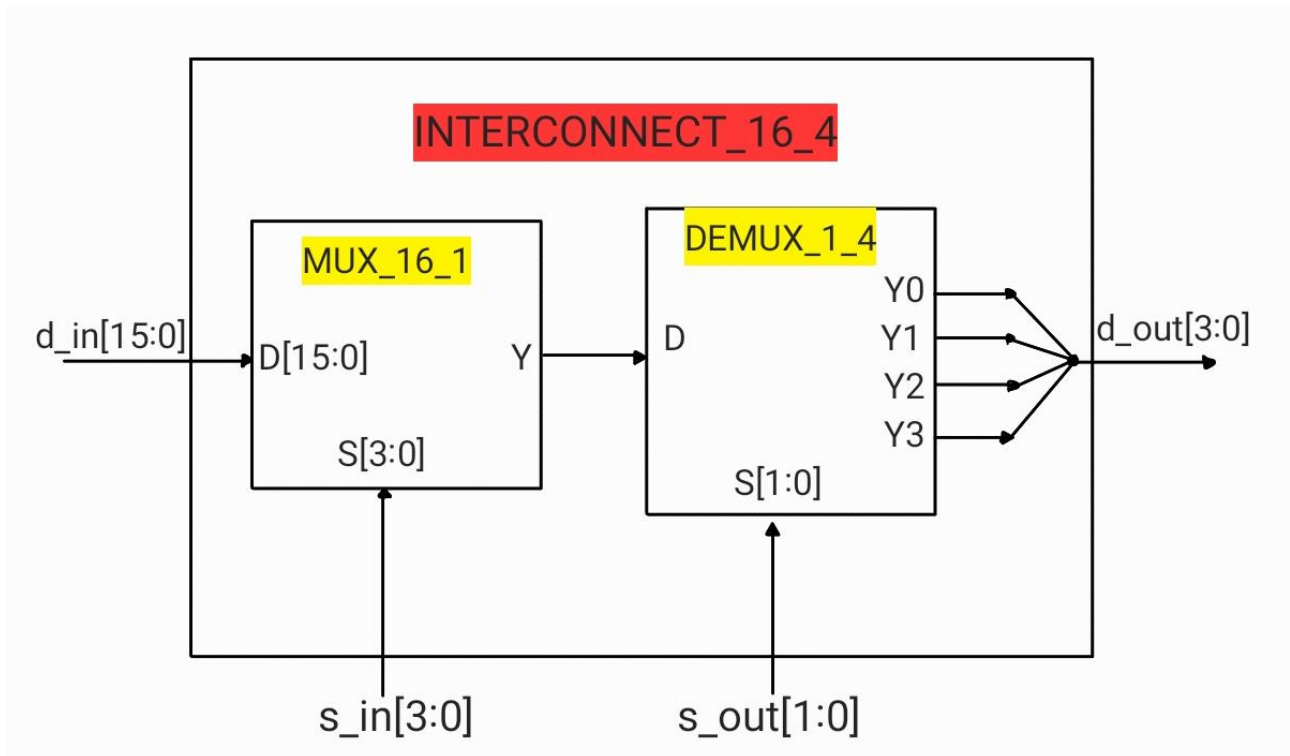 INTERCONNECT_16_4
MUX_16_1
DEMUX_1_4
d_in[15:0]
D[15:0]
Y
S[3:0]
D
Y0
Y1
Y2
Y3
S[1:0]
d_out[3:0]
s_in[3:0]
s_out[1:0]